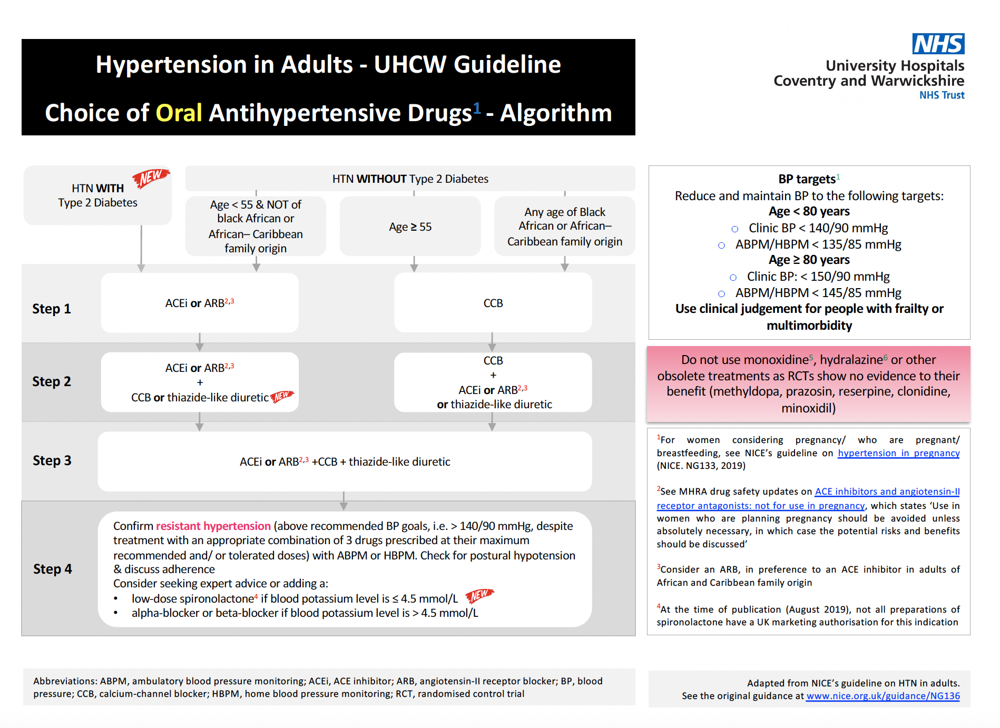 Hypertension in Adults - UHCW Guideline
Choice of Oral Antihypertensive Drugs1 - Algorithm
NHS
University Hospitals
Coventry and Warwickshire
NHS Trust
HTN WITH
Type 2 Diabetes
NEW
HTN WITHOUT Type 2 Diabetes
Age < 55 & NOT of
black African or
African– Caribbean
family origin
Age ≥ 55
Any age of Black
African or African–
Caribbean family origin
Step 1
ACEi or ARB2,3
CCB
Step 2
ACEi or ARB2,3
+
CCB or thiazide-like diuretic
NEW
CCB
+
ACEi or ARB2,3
or thiazide-like diuretic
Step 3
ACEi or ARB2,3 +CCB + thiazide-like diuretic
Step 4
Confirm resistant hypertension (above recommended BP goals, i.e. > 140/90 mmHg, despite
treatment with an appropriate combination of 3 drugs prescribed at their maximum
recommended and/ or tolerated doses) with ABPM or HBPM. Check for postural hypotension
& discuss adherence
Consider seeking expert advice or adding a:
• low-dose spironolactone4 if blood potassium level is ≤ 4.5 mmol/L
NEW
• alpha-blocker or beta-blocker if blood potassium level is > 4.5 mmol/L
BP targets1
Reduce and maintain BP to the following targets:
Age < 80 years
○ Clinic BP < 140/90 mmHg
○ ABPM/HBPM < 135/85 mmHg
Age ≥ 80 years
○ Clinic BP: < 150/90 mmHg
○ ABPM/HBPM < 145/85 mmHg
Use clinical judgement for people with frailty or
multimorbidity
Do not use monoxidine5, hydralazine6 or other
obsolete treatments as RCTs show no evidence to their
benefit (methyldopa, prazosin, reserpine, clonidine,
minoxidil)
1For women considering pregnancy/ who are pregnant/
breastfeeding, see NICE's guideline on hypertension in pregnancy
(NICE. NG133, 2019)
2See MHRA drug safety updates on ACE inhibitors and angiotensin-II
receptor antagonists: not for use in pregnancy, which states 'Use in
women who are planning pregnancy should be avoided unless
absolutely necessary, in which case the potential risks and benefits
should be discussed'
3Consider an ARB, in preference to an ACE inhibitor in adults of
African and Caribbean family origin
4At the time of publication (August 2019), not all preparations of
spironolactone have a UK marketing authorisation for this indication
Abbreviations: ABPM, ambulatory blood pressure monitoring; ACEi, ACE inhibitor; ARB, angiotensin-II receptor blocker; BP, blood
pressure; CCB, calcium-channel blocker; HBPM, home blood pressure monitoring; RCT, randomised control trial
Adapted from NICE's guideline on HTN in adults.
See the original guidance at www.nice.org.uk/guidance/NG136